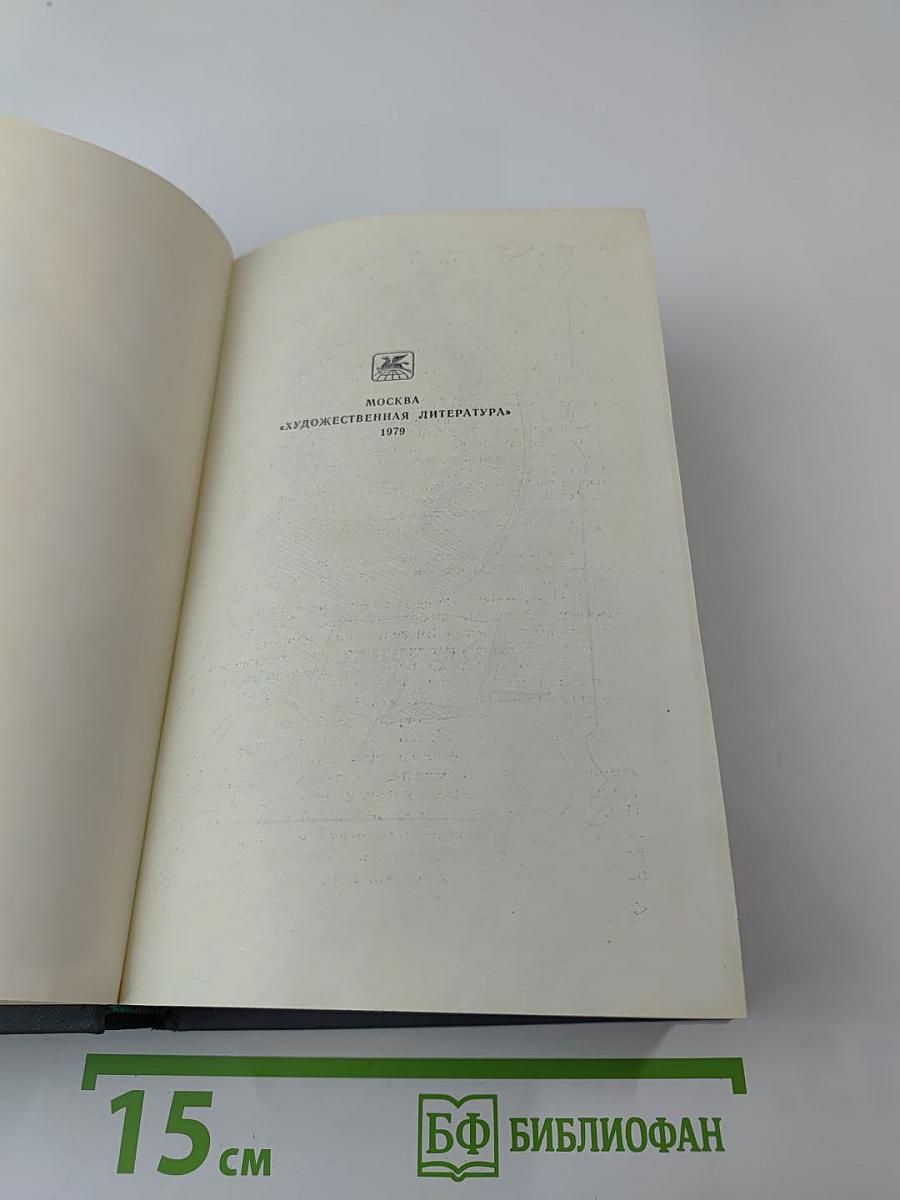 МОСКВА
«ХУДОЖЕСТВЕННАЯ ЛИТЕРАТУРА»
1979
15 см
БФ БИБЛИОФАН